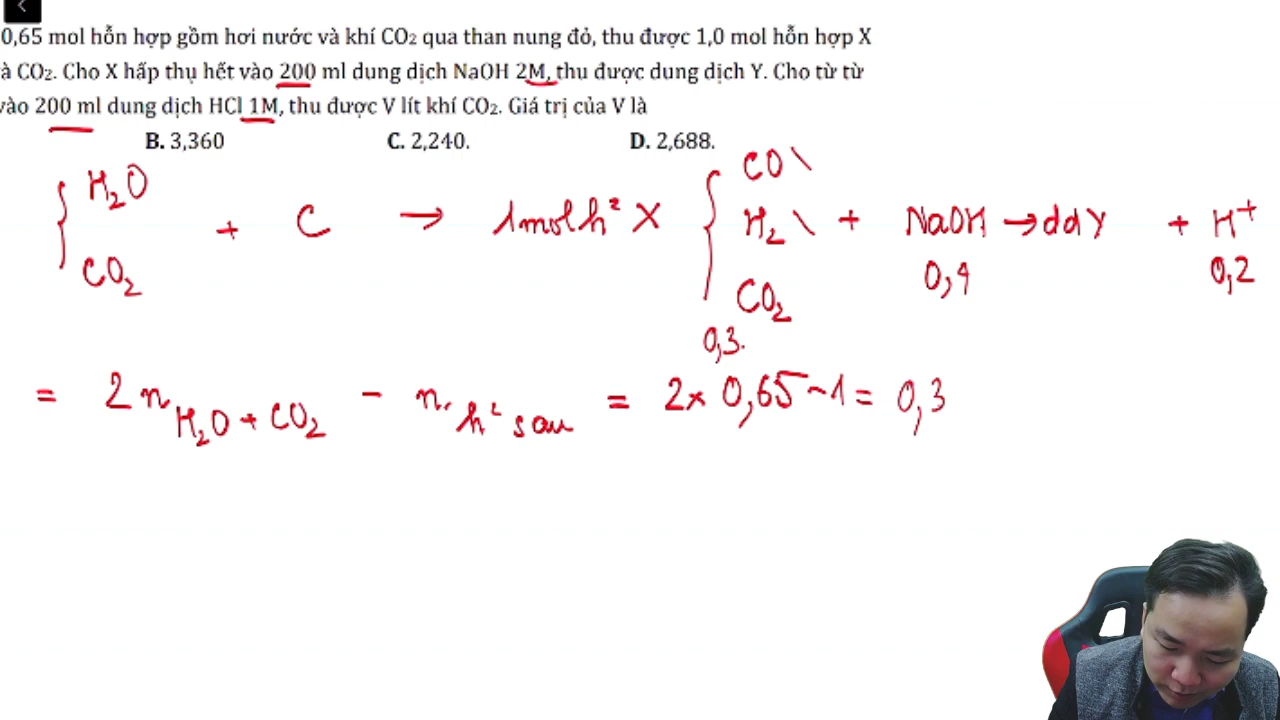 0,65 mol hỗn hợp gồm hơi nước và khí CO₂ qua than nung đỏ, thu được 1,0 mol hỗn hợp X
à CO₂. Cho X hấp thụ hết vào 200 ml dung dịch NaOH 2M, thu được dung dịch Y. Cho từ từ
vào 200 ml dung dịch HCl 1M, thu được V lít khí CO₂. Giá trị của V là
B. 3,360 C. 2,240. D. 2,688.
H₂O
CO₂
+ C → 1mol h² X
CO
H₂
CO₂
0,3.
+ NaOH → ddY + H⁺
0,4 0,2
= 2n H₂O + CO₂ - n h² sau = 2× 0,65 - 1 = 0,3